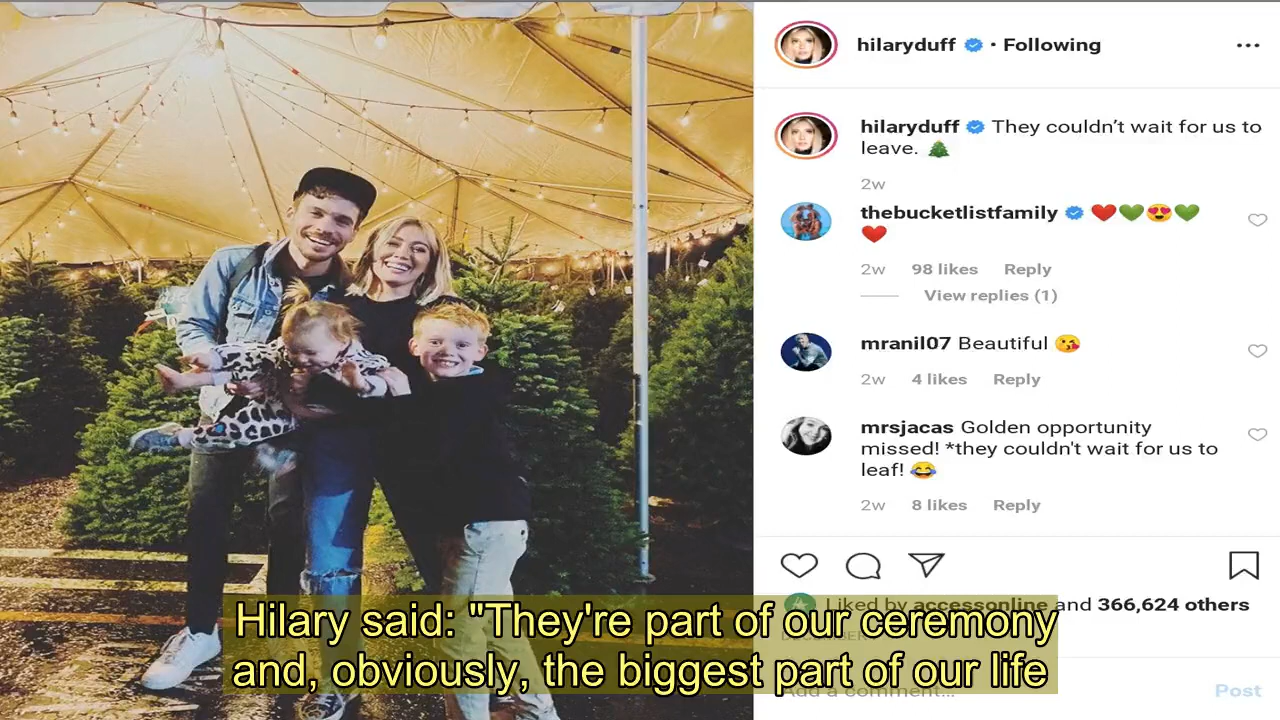 hilaryduff • Following
hilaryduff They couldn’t wait for us to
leave. 🎄
2w
thebucketlistfamily ❤️💚😍💚
❤️
2w 98 likes Reply
View replies (1)
mranil07 Beautiful 😘
2w 4 likes Reply
mrsjacas Golden opportunity
missed! *they couldn't wait for us to
leaf! 😂
2w 8 likes Reply
Liked by accessonline and 366,624 others
Add a comment... Post
Hilary said: "They're part of our ceremony
and, obviously, the biggest part of our life